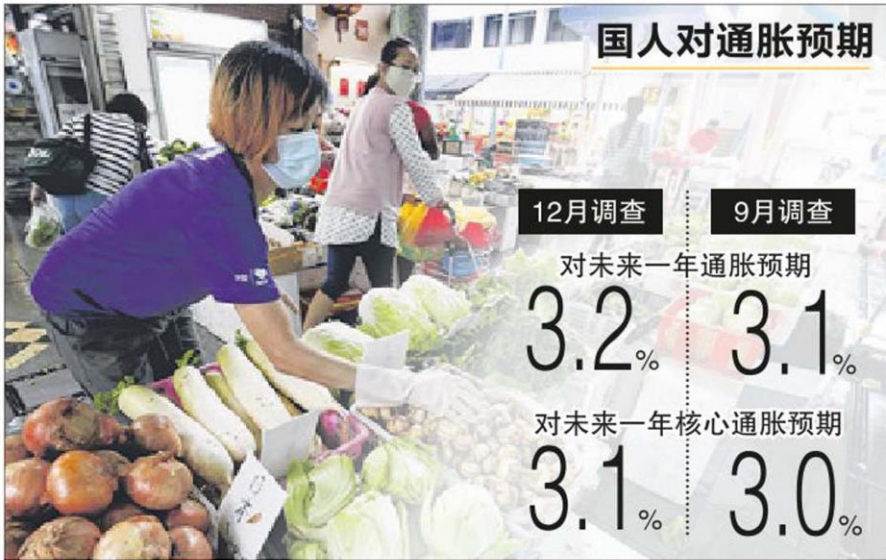 国人对通胀预期
12月调查 9月调查
对未来一年通胀预期
3.2% 3.1%
对未来一年核心通胀预期
3.1% 3.0%